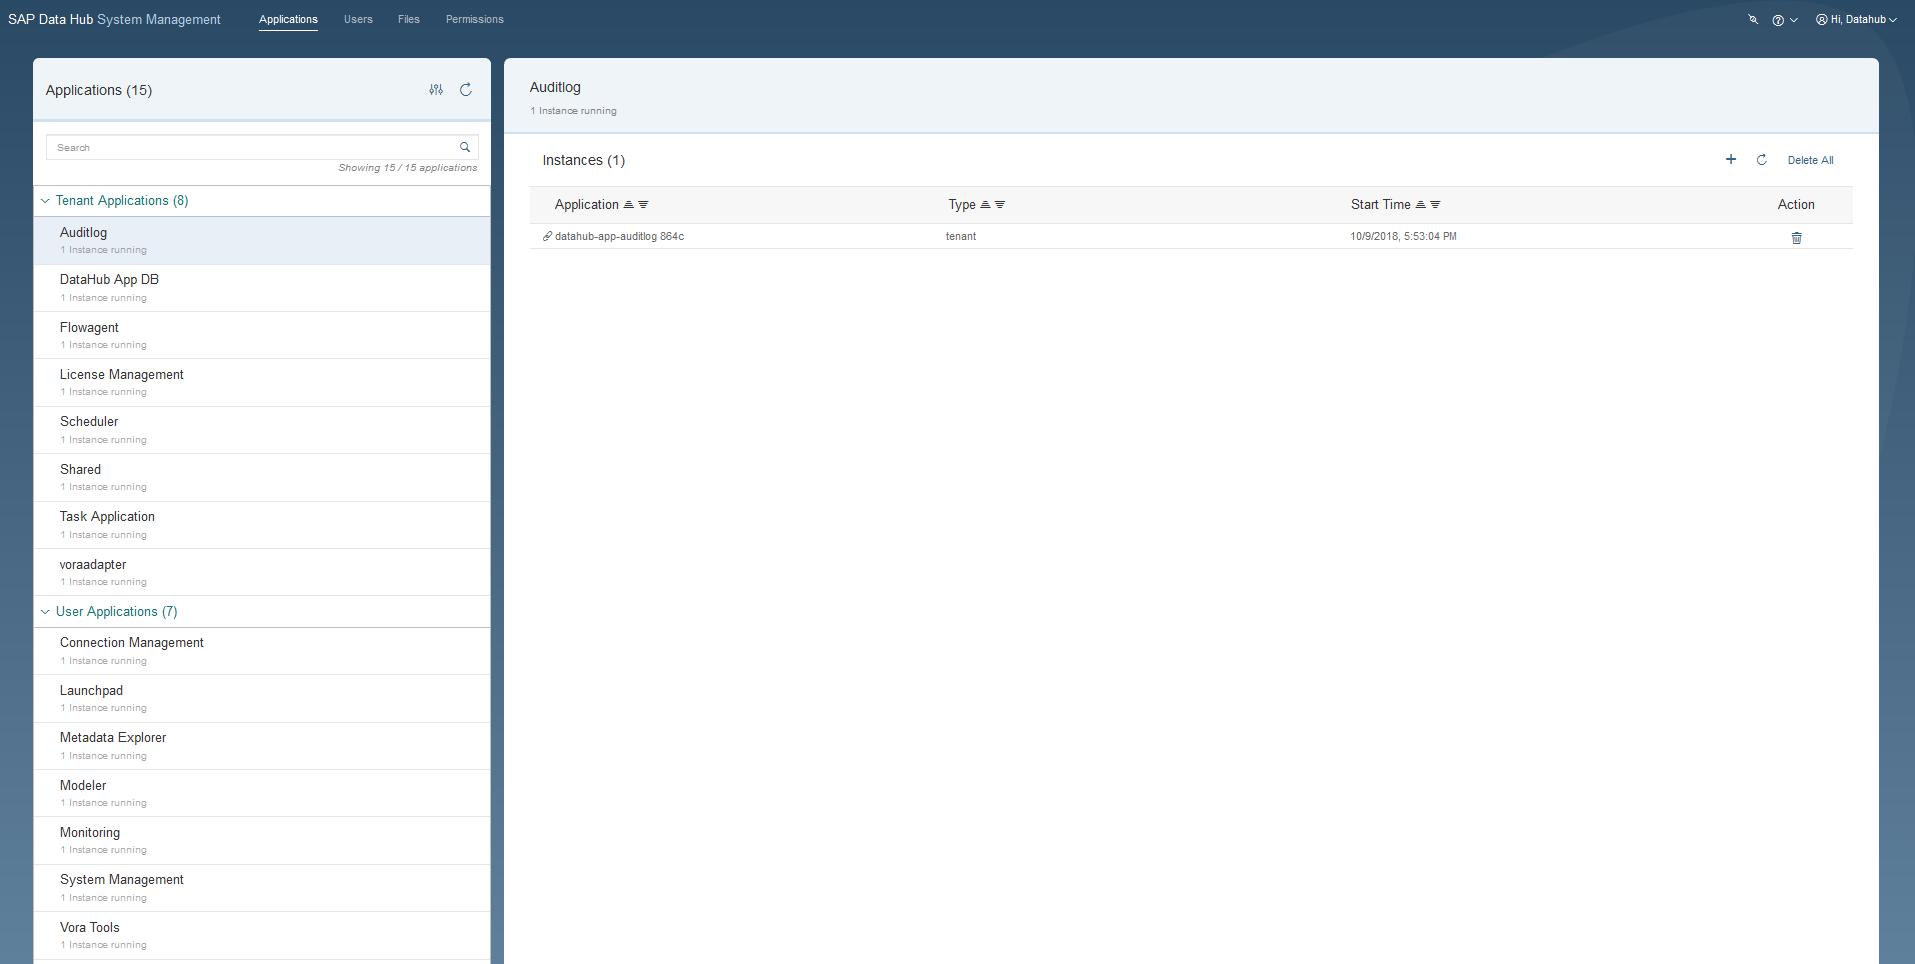 SAP Data Hub System Management
Applications
Users
Files
Permissions
Hi, Datahub
Applications (15)
Search
Showing 15 / 15 applications
Tenant Applications (8)
Auditlog
1 Instance running
DataHub App DB
1 Instance running
Flowagent
1 Instance running
License Management
1 Instance running
Scheduler
1 Instance running
Shared
1 Instance running
Task Application
1 Instance running
voraadapter
1 Instance running
User Applications (7)
Connection Management
1 Instance running
Launchpad
1 Instance running
Metadata Explorer
1 Instance running
Modeler
1 Instance running
Monitoring
1 Instance running
System Management
1 Instance running
Vora Tools
1 Instance running
Auditlog
1 Instance running
Instances (1)
Delete All
Application Type Start Time Action
datahub-app-auditlog 864c tenant 10/9/2018, 5:53:04 PM